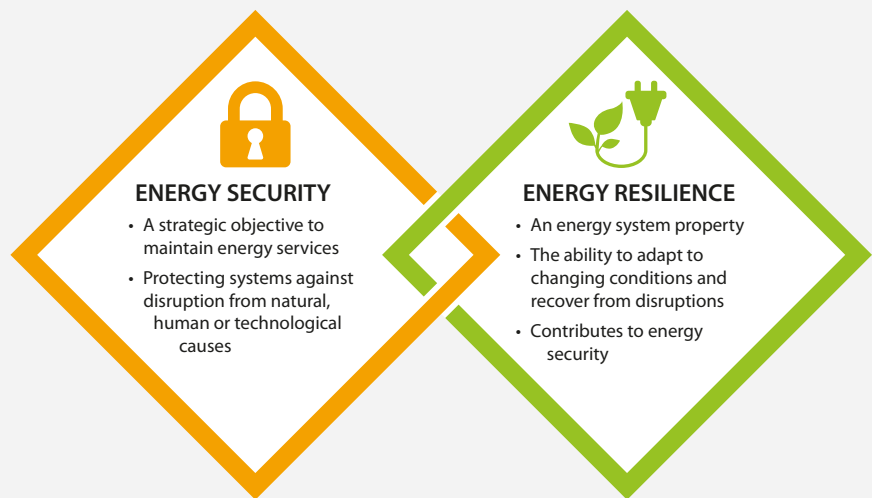 ENERGY SECURITY
• A strategic objective to
maintain energy services
• Protecting systems against
disruption from natural,
human or technological
causes
ENERGY RESILIENCE
• An energy system property
• The ability to adapt to
changing conditions and
recover from disruptions
• Contributes to energy
security